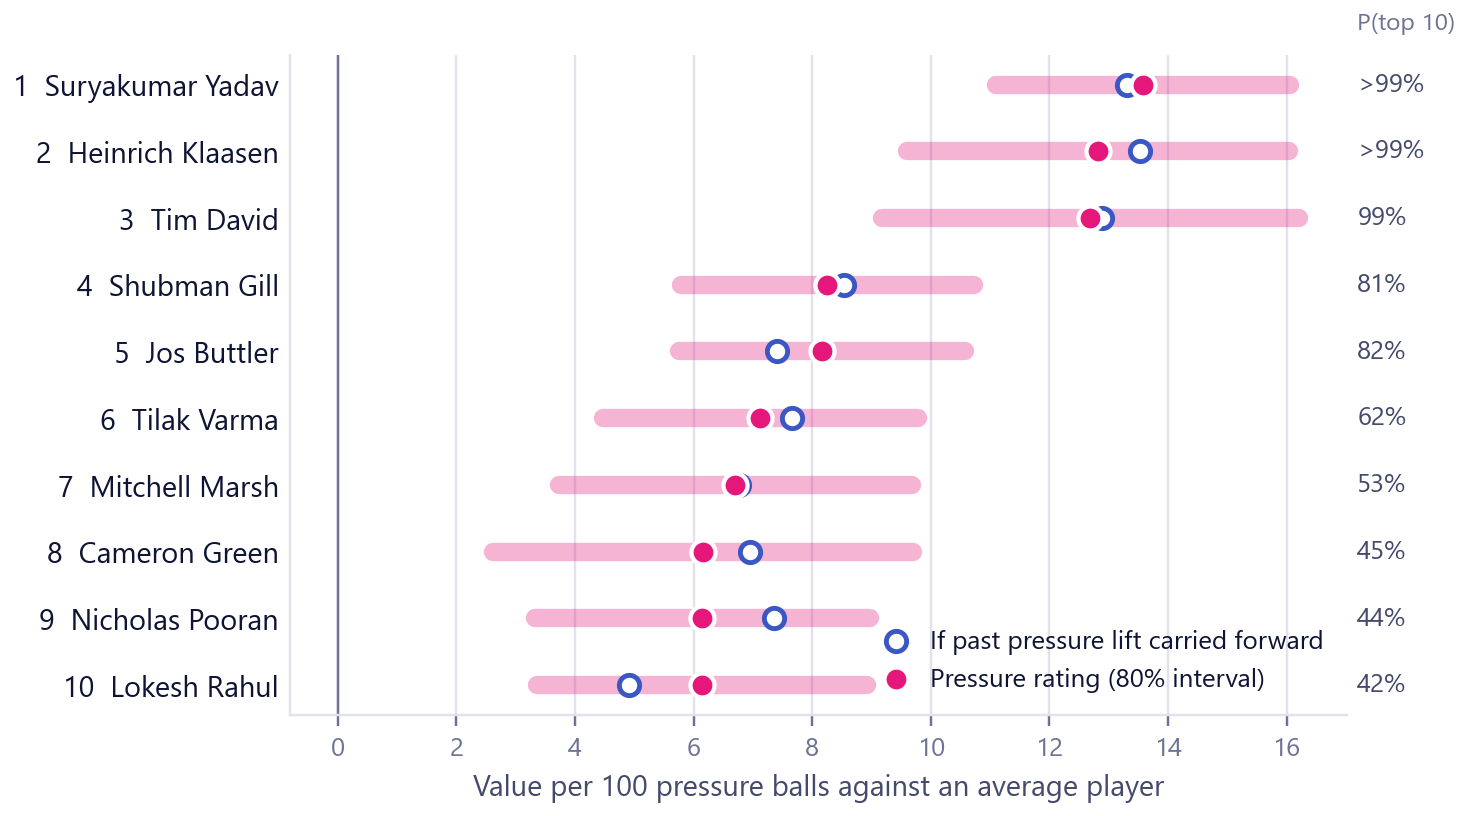 P(top 10)
1 Suryakumar Yadav >99%
2 Heinrich Klaasen >99%
3 Tim David 99%
4 Shubman Gill 81%
5 Jos Buttler 82%
6 Tilak Varma 62%
7 Mitchell Marsh 53%
8 Cameron Green 45%
9 Nicholas Pooran 44%
If past pressure lift carried forward
Pressure rating (80% interval)
10 Lokesh Rahul 42%
0 2 4 6 8 10 12 14 16
Value per 100 pressure balls against an average player